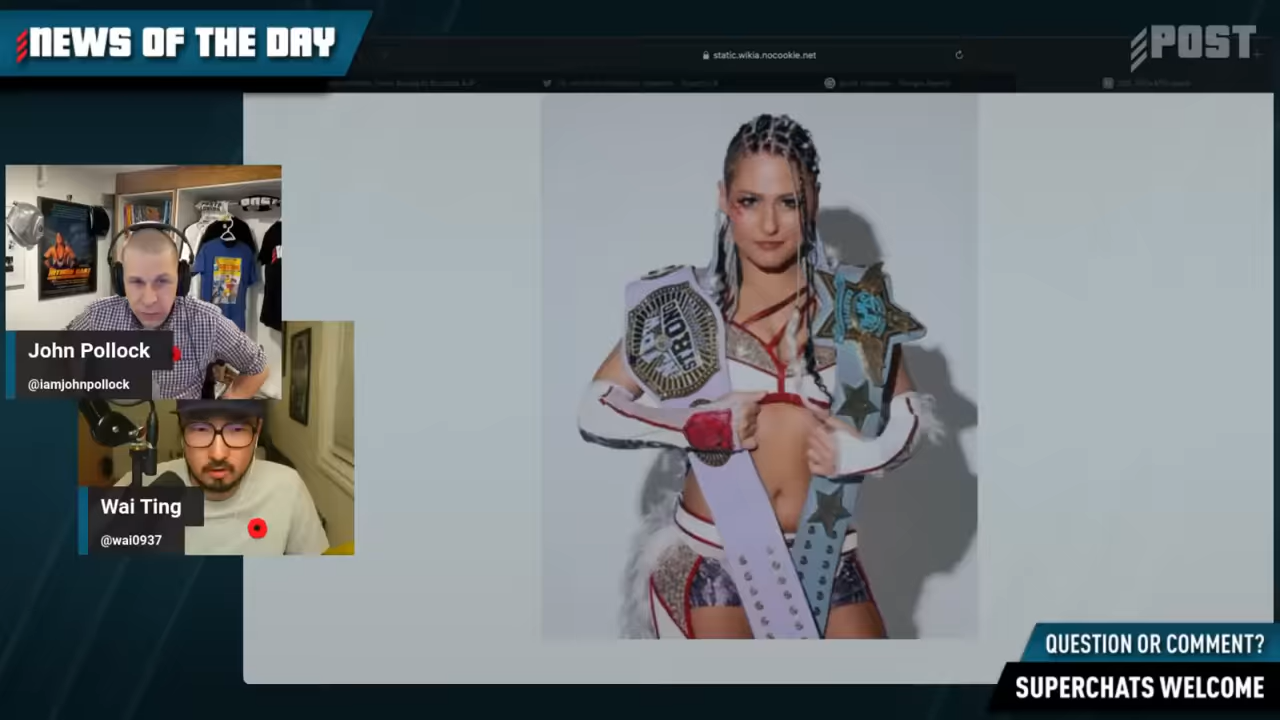 NEWS OF THE DAY
POST
static.wikia.nocookie.net
STRONG
John Pollock
@iamjohnpollock
Wai Ting
@wai0937
QUESTION OR COMMENT?
SUPERCHATS WELCOME